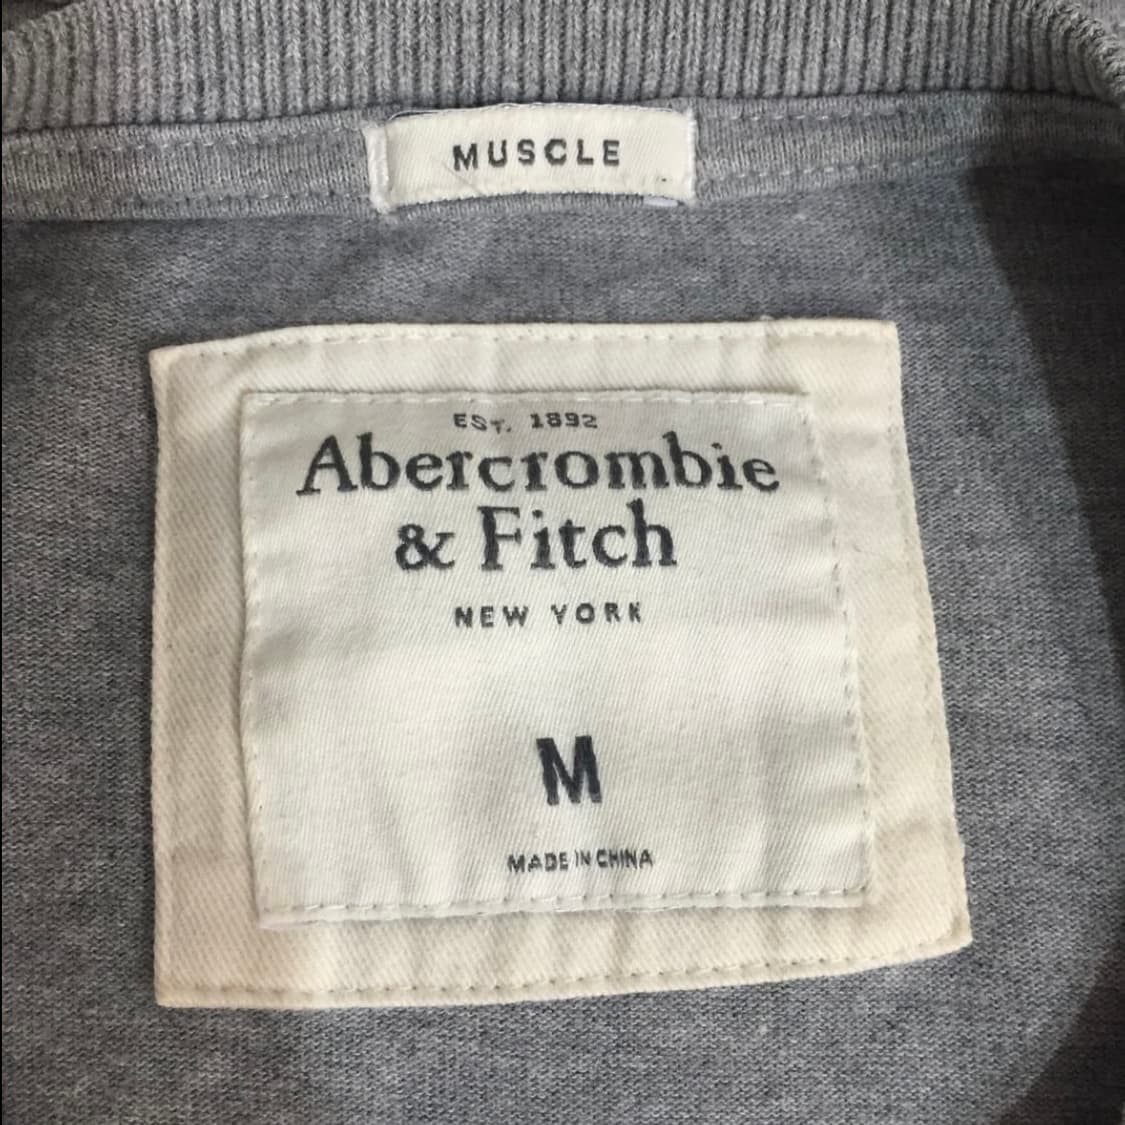 MUSCLE
EST. 1892
Abercrombie
& Fitch
NEW YORK
M
MADE IN CHINA